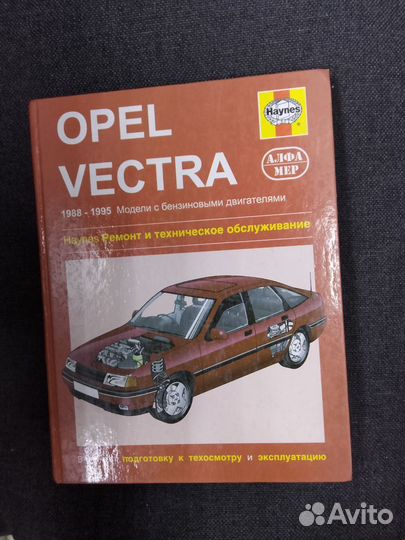 OPEL
VECTRA
Haynes
АЛФА
МЕР
1988 - 1995 Модели с бензиновыми двигателями
Haynes Ремонт и техническое обслуживание
подготовку к техосмотру и эксплуатацию
Avito